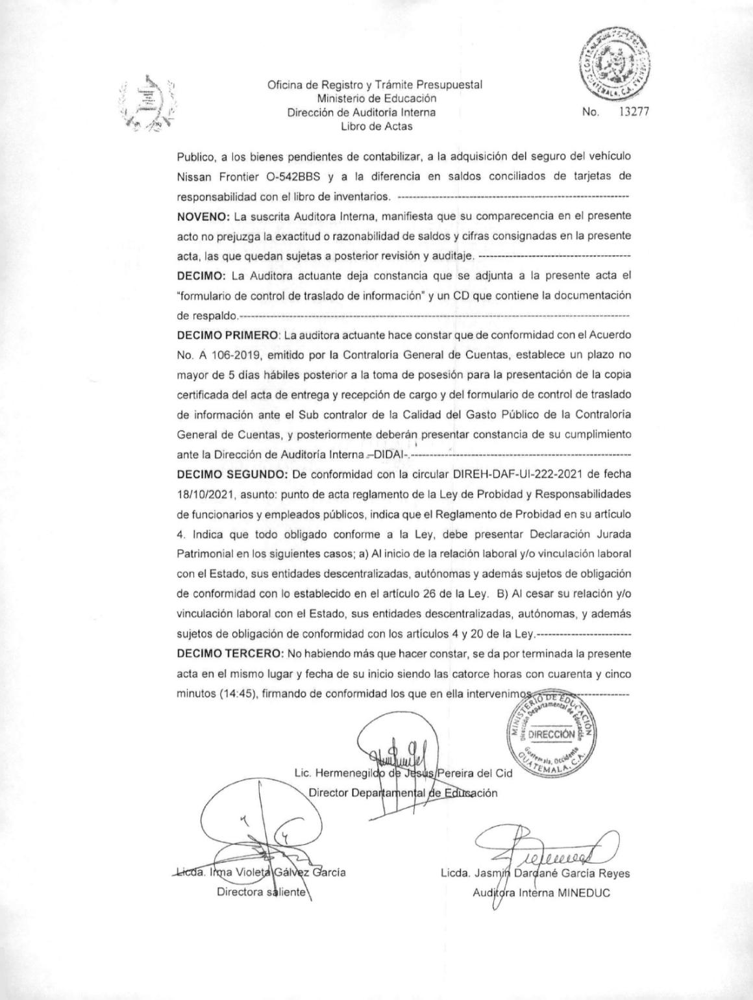 Oficina de Registro y Trámite Presupuestal
Ministerio de Educación
Dirección de Auditoría Interna
Libro de Actas
GUATEMALA, C.A.
No. 13277
Publico, a los bienes pendientes de contabilizar, a la adquisición del seguro del vehículo
Nissan Frontier O-542BBS y a la diferencia en saldos conciliados de tarjetas de
responsabilidad con el libro de inventarios. ------------------------------------------------------------
NOVENO: La suscrita Auditora Interna, manifiesta que su comparecencia en el presente
acto no prejuzga la exactitud o razonabilidad de saldos y cifras consignadas en la presente
acta, las que quedan sujetas a posterior revisión y auditaje. ----------------------------------------
DECIMO: La Auditora actuante deja constancia que se adjunta a la presente acta el
“formulario de control de traslado de información” y un CD que contiene la documentación
de respaldo.------------------------------------------------------------------------------------------------------
DECIMO PRIMERO: La auditora actuante hace constar que de conformidad con el Acuerdo
No. A 106-2019, emitido por la Contraloría General de Cuentas, establece un plazo no
mayor de 5 días hábiles posterior a la toma de posesión para la presentación de la copia
certificada del acta de entrega y recepción de cargo y del formulario de control de traslado
de información ante el Sub contralor de la Calidad del Gasto Público de la Contraloría
General de Cuentas, y posteriormente deberán presentar constancia de su cumplimiento
ante la Dirección de Auditoría Interna –DIDAI-.----------------------------------------------------------
DECIMO SEGUNDO: De conformidad con la circular DIREH-DAF-UI-222-2021 de fecha
18/10/2021, asunto: punto de acta reglamento de la Ley de Probidad y Responsabilidades
de funcionarios y empleados públicos, indica que el Reglamento de Probidad en su artículo
4. Indica que todo obligado conforme a la Ley, debe presentar Declaración Jurada
Patrimonial en los siguientes casos; a) Al inicio de la relación laboral y/o vinculación laboral
con el Estado, sus entidades descentralizadas, autónomas y además sujetos de obligación
de conformidad con lo establecido en el artículo 26 de la Ley. B) Al cesar su relación y/o
vinculación laboral con el Estado, sus entidades descentralizadas, autónomas, y además
sujetos de obligación de conformidad con los artículos 4 y 20 de la Ley.-------------------------
DECIMO TERCERO: No habiendo más que hacer constar, se da por terminada la presente
acta en el mismo lugar y fecha de su inicio siendo las catorce horas con cuarenta y cinco
minutos (14:45), firmando de conformidad los que en ella intervenimos.-------------------------
MINISTERIO DE EDUCACIÓN
Dirección Departamental de Educación
DIRECCIÓN
Guatemala, Occidente
GUATEMALA, C.A.
Lic. Hermenegildo de Jesús Pereira del Cid
Director Departamental de Educación
Licda. Irma Violeta Gálvez García
Directora saliente
Licda. Jasmin Dardané García Reyes
Auditora Interna MINEDUC